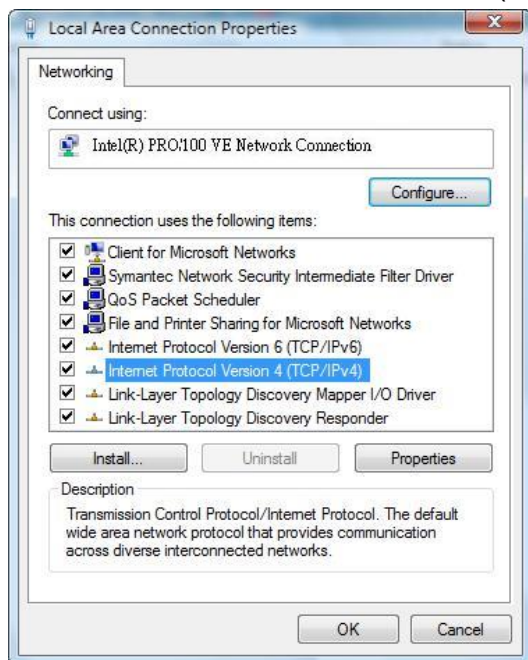 Local Area Connection Properties
Networking
Connect using:
Intel(R) PRO/100 VE Network Connection
Configure...
This connection uses the following items:
Client for Microsoft Networks
Symantec Network Security Intermediate Filter Driver
QoS Packet Scheduler
File and Printer Sharing for Microsoft Networks
Internet Protocol Version 6 (TCP/IPv6)
Internet Protocol Version 4 (TCP/IPv4)
Link-Layer Topology Discovery Mapper I/O Driver
Link-Layer Topology Discovery Responder
Install... Uninstall Properties
Description
Transmission Control Protocol/Internet Protocol. The default
wide area network protocol that provides communication
across diverse interconnected networks.
OK Cancel